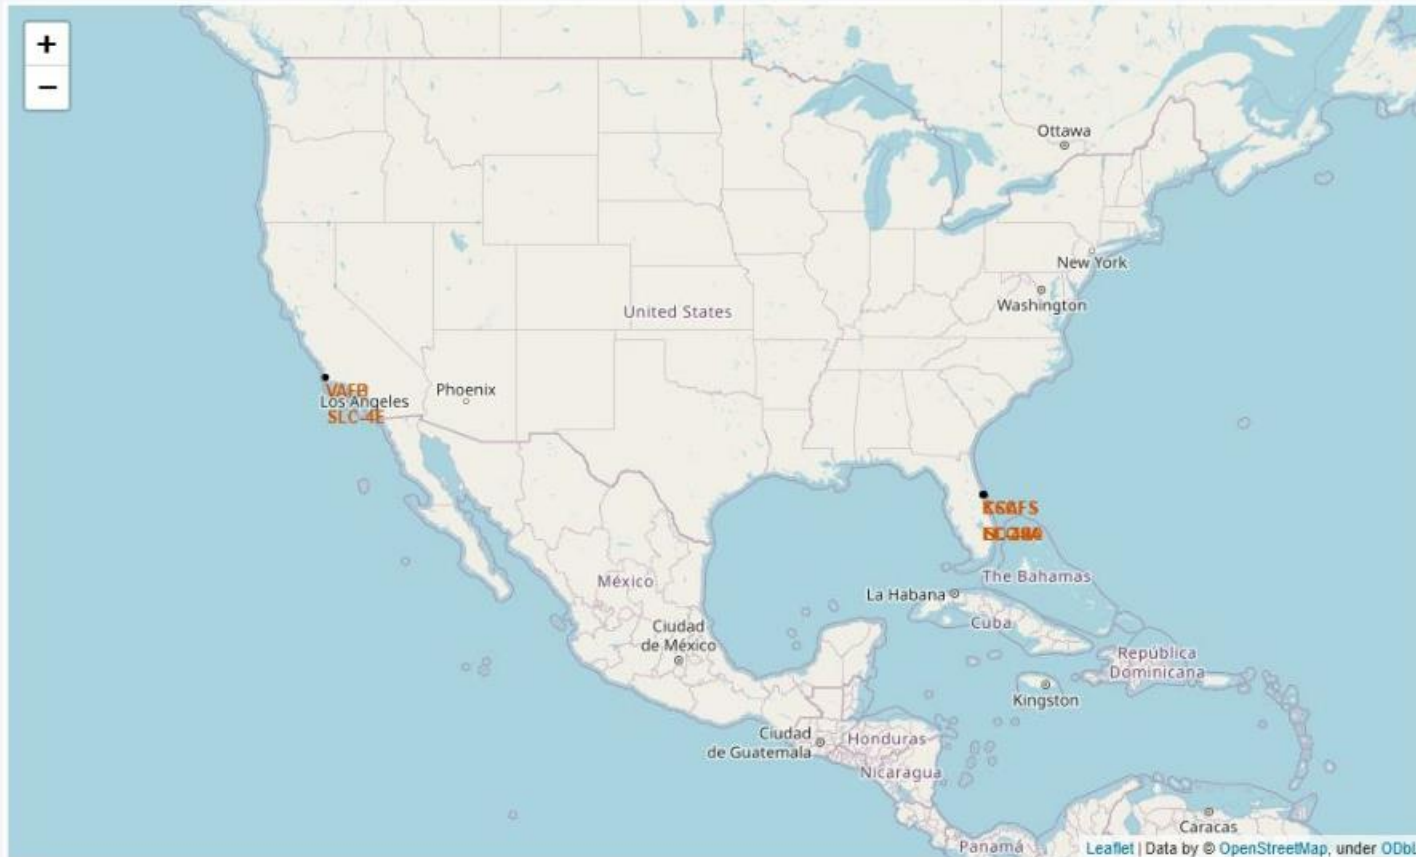 +
−
Ottawa
New York
Washington
United States
VAFB
Phoenix
Los Angeles
SLC-4E
The Bahamas
México
La Habana
Cuba
Ciudad
de México
República
Dominicana
Kingston
Ciudad
de Guatemala
Honduras
Nicaragua
Caracas
Panamá
Leaflet | Data by © OpenStreetMap, under ODbL